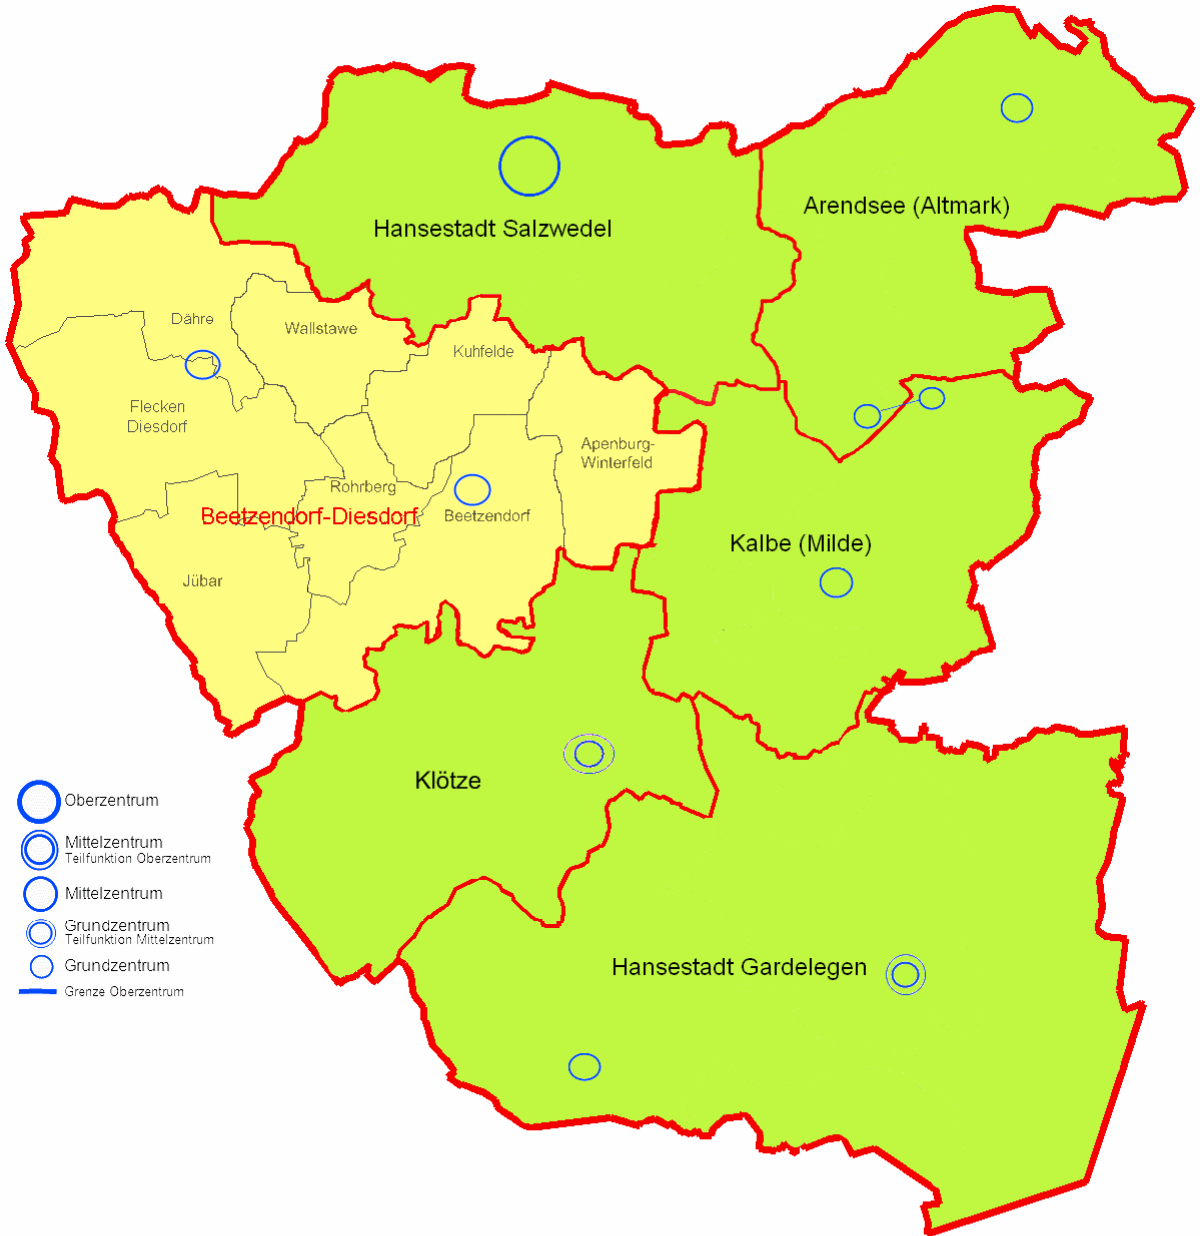 Arendsee (Altmark)
Hansestadt Salzwedel
Dähre
Wallstawe
Kuhfelde
Flecken
Diesdorf
Apenburg-
Winterfeld
Rohrberg
Beetzendorf-Diesdorf
Beetzendorf
Kalbe (Milde)
Jübar
Klötze
Hansestadt Gardelegen
Oberzentrum
Mittelzentrum
Teilfunktion Oberzentrum
Mittelzentrum
Grundzentrum
Teilfunktion Mittelzentrum
Grundzentrum
Grenze Oberzentrum